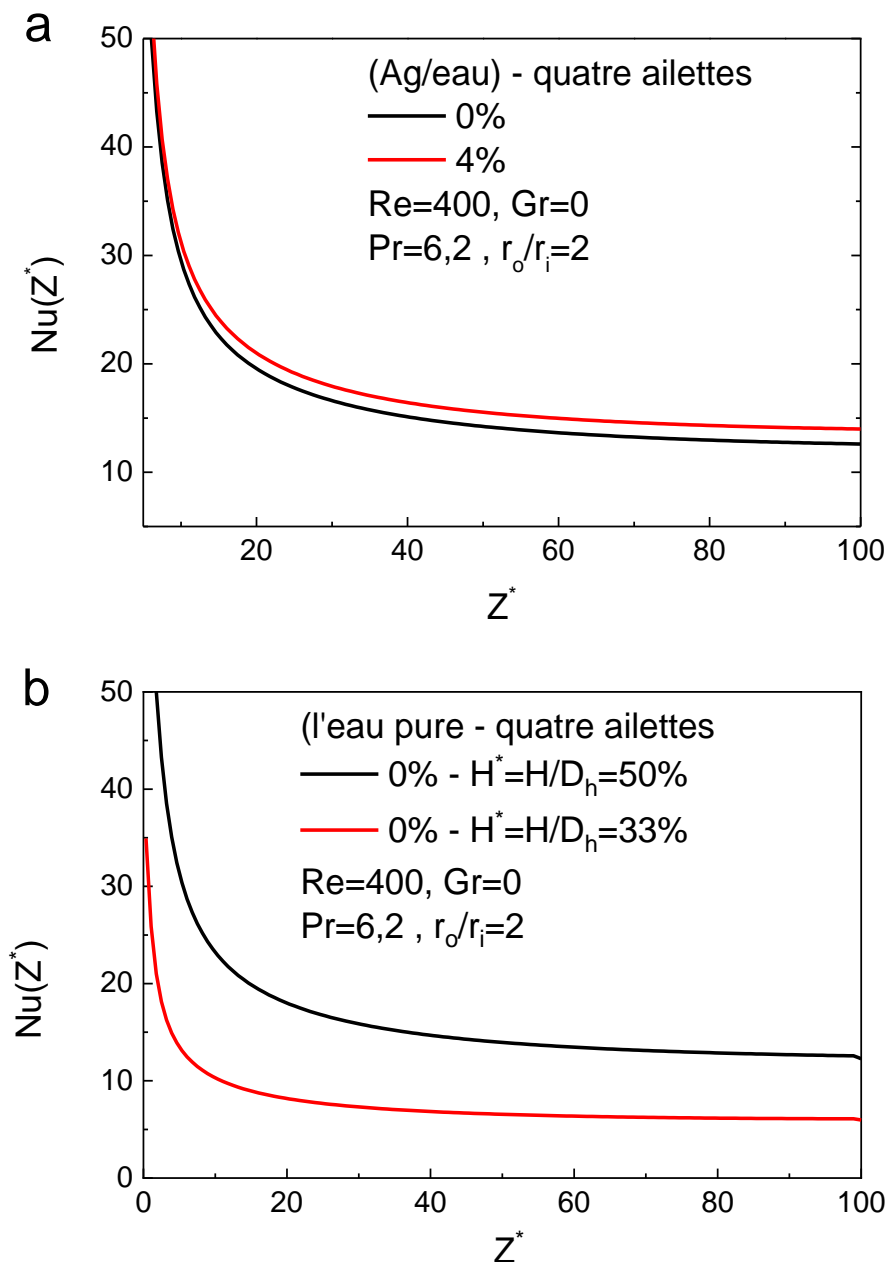 a
50
40
30
20
10
Nu(Z*)
(Ag/eau) - quatre ailettes
0%
4%
Re=400, Gr=0
Pr=6,2 , ro/ri=2
20 40 60 80 100
Z*
b
50
40
30
20
10
0
Nu(Z*)
(l'eau pure - quatre ailettes
0% - H*=H/Dh=50%
0% - H*=H/Dh=33%
Re=400, Gr=0
Pr=6,2 , ro/ri=2
0 20 40 60 80 100
Z*